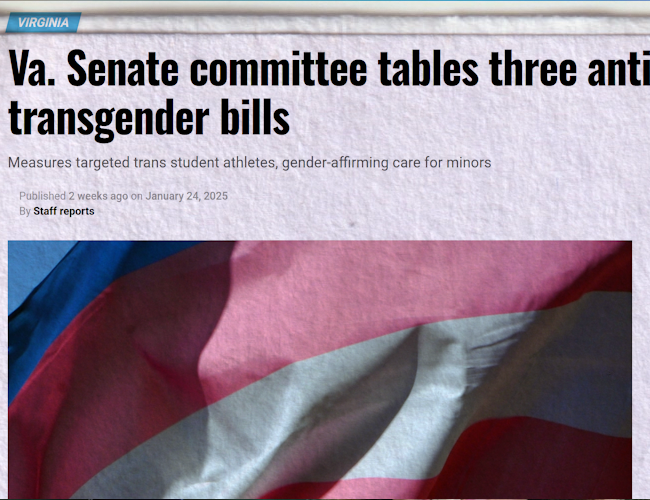 VIRGINIA
Va. Senate committee tables three anti
transgender bills
Measures targeted trans student athletes, gender-affirming care for minors
Published 2 weeks ago on January 24, 2025
By Staff reports